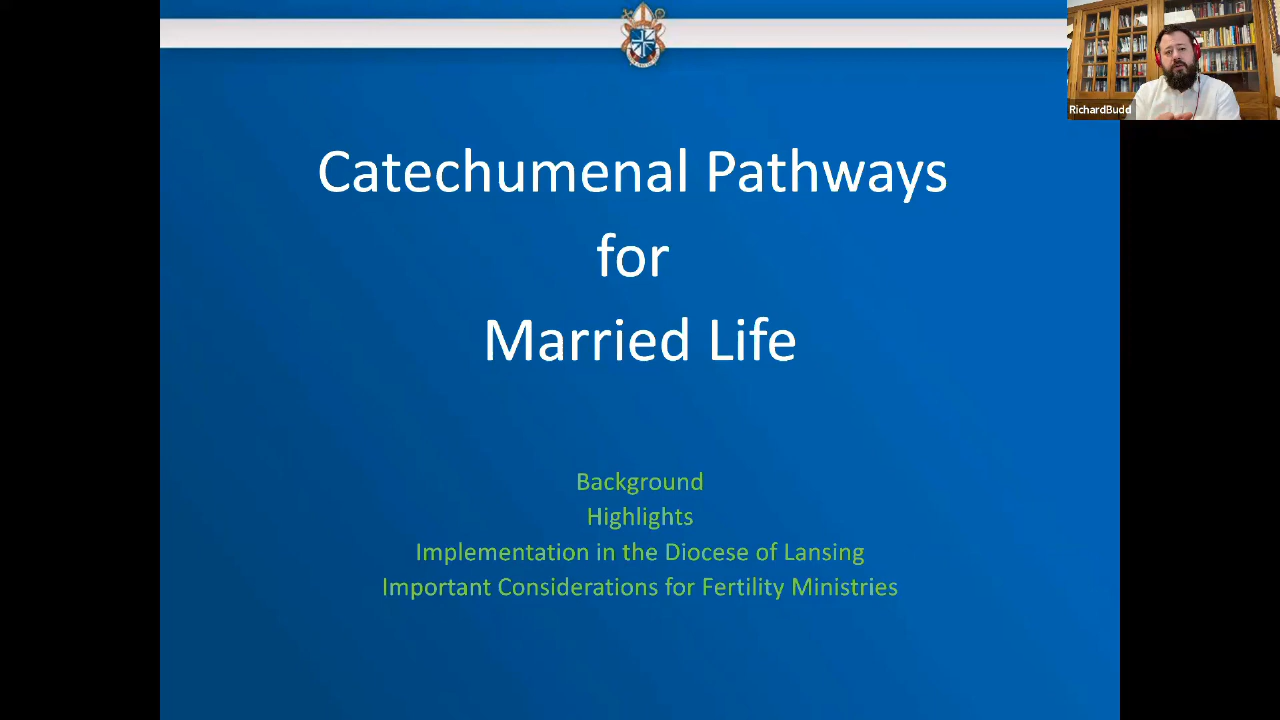 Catechumenal Pathways
for
Married Life
Background
Highlights
Implementation in the Diocese of Lansing
Important Considerations for Fertility Ministries
RichardBudd